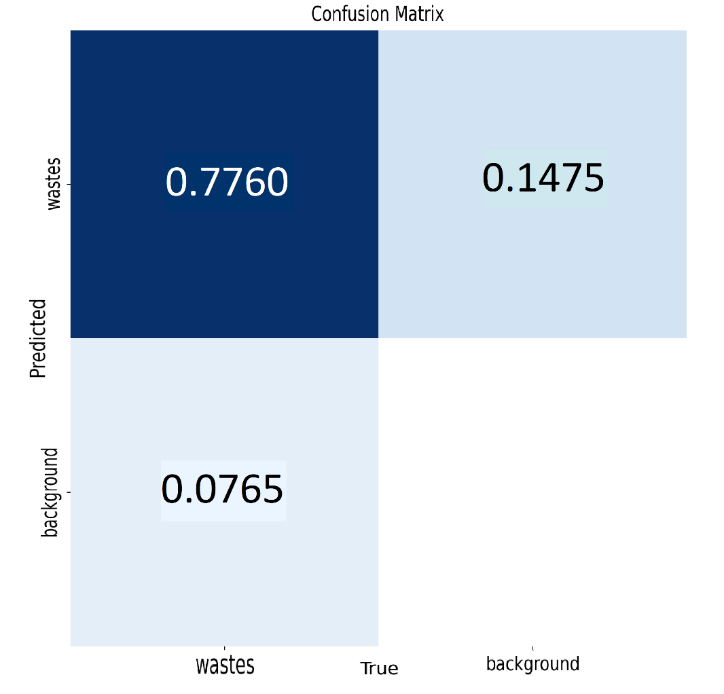 Confusion Matrix
wastes
0.7760
0.1475
Predicted
background
0.0765
wastes
True
background